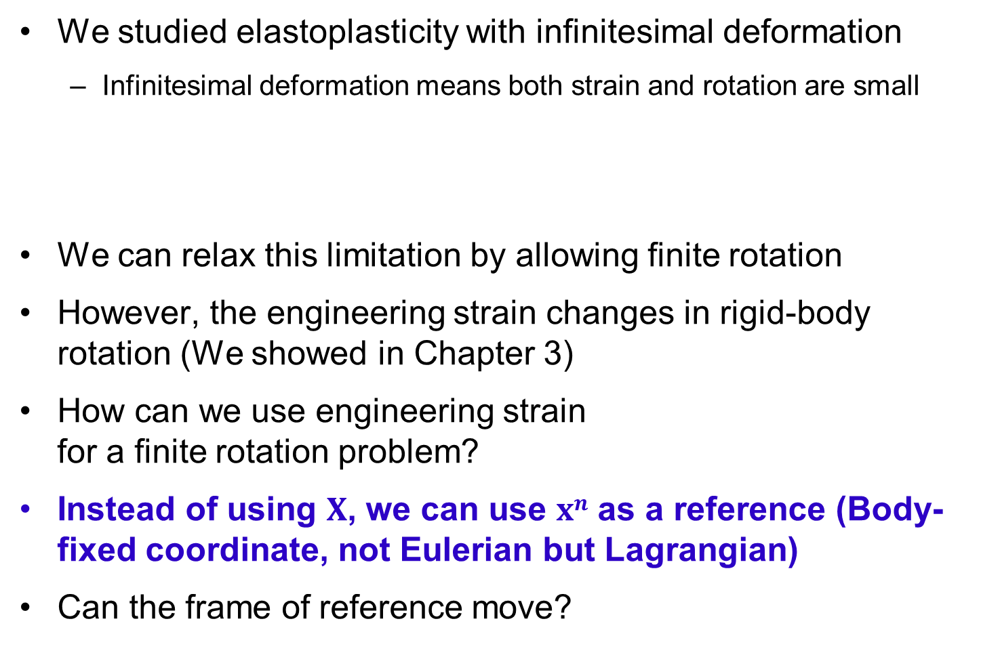 • We studied elastoplasticity with infinitesimal deformation
– Infinitesimal deformation means both strain and rotation are small
• We can relax this limitation by allowing finite rotation
• However, the engineering strain changes in rigid-body
rotation (We showed in Chapter 3)
• How can we use engineering strain
for a finite rotation problem?
• Instead of using X, we can use xⁿ as a reference (Body-
fixed coordinate, not Eulerian but Lagrangian)
• Can the frame of reference move?